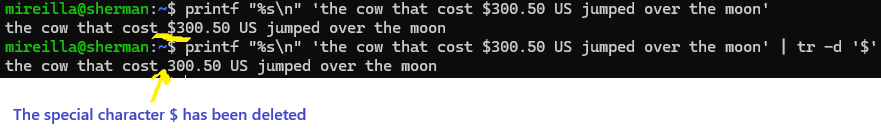 mireilla@sherman:~$ printf "%s\n" 'the cow that cost $300.50 US jumped over the moon'
the cow that cost $300.50 US jumped over the moon
mireilla@sherman:~$ printf "%s\n" 'the cow that cost $300.50 US jumped over the moon' | tr -d '$'
the cow that cost 300.50 US jumped over the moon
The special character $ has been deleted